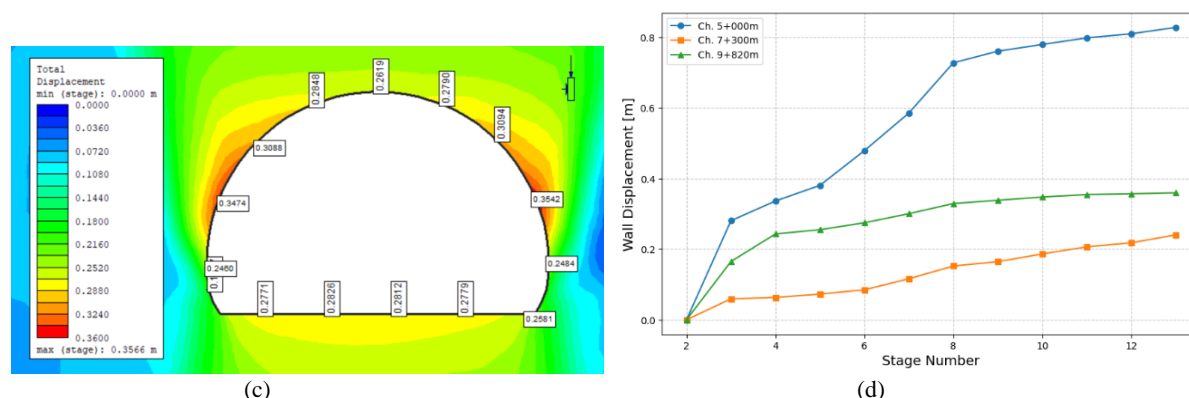 Total
Displacement
min (stage): 0.0000 m
0.0000
0.0360
0.0720
0.1080
0.1440
0.1800
0.2160
0.2520
0.2880
0.3240
0.3600
max (stage): 0.3566 m
0.2619
0.2848
0.2790
0.3094
0.3088
0.3474
0.3542
0.2460
0.2484
0.2771
0.2826
0.2812
0.2779
0.2581
(c)
Ch. 5+000m
Ch. 7+300m
Ch. 9+820m
Wall Displacement [m]
0.8
0.6
0.4
0.2
0.0
2 4 6 8 10 12
Stage Number
(d)